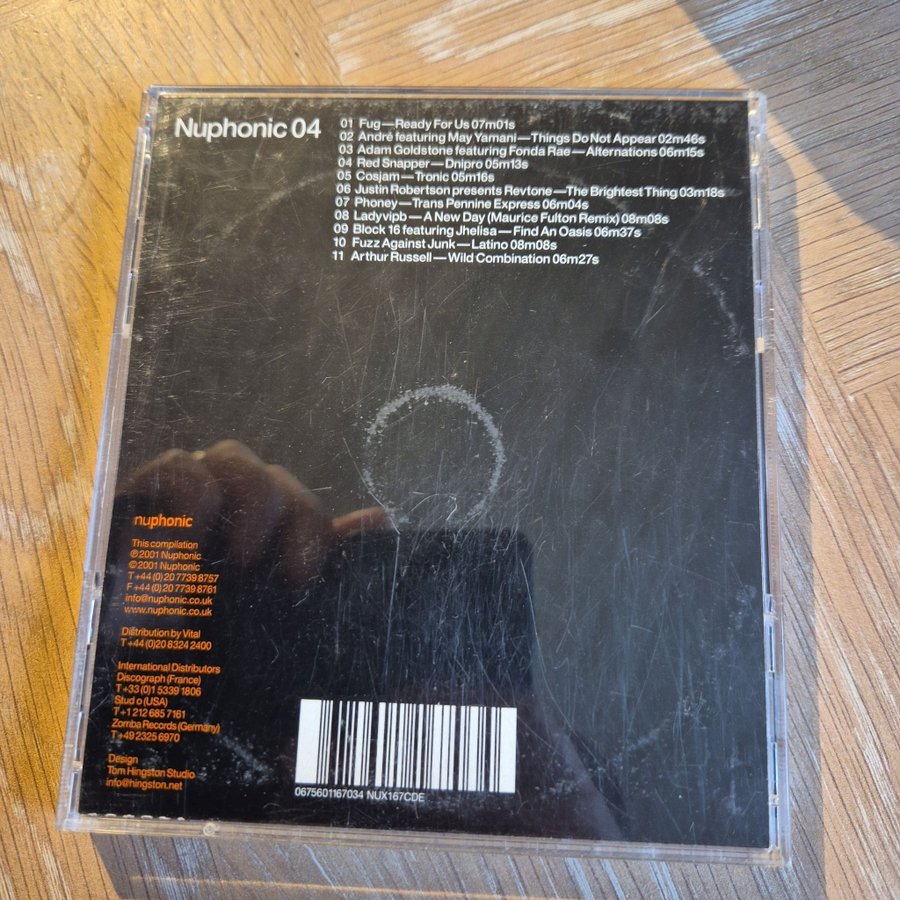 Nuphonic 04
01 Fug—Ready For Us 07m01s
02 André featuring May Yamani—Things Do Not Appear 02m46s
03 Adam Goldstone featuring Fonda Rae—Alternations 06m15s
04 Red Snapper—Dnipro 05m13s
05 Cosjam—Tronic 05m16s
06 Justin Robertson presents Revtone—The Brightest Thing 03m18s
07 Phoney—Trans Pennine Express 06m04s
08 Ladyvipb—A New Day (Maurice Fulton Remix) 08m08s
09 Block 16 featuring Jhelisa—Find An Oasis 06m37s
10 Fuzz Against Junk—Latino 08m08s
11 Arthur Russell—Wild Combination 06m27s
nuphonic
This compilation
℗2001 Nuphonic
©2001 Nuphonic
T+44 (0) 20 7739 8757
F+44 (0) 20 7739 8761
info@nuphonic.co.uk
www.nuphonic.co.uk
Distribution by Vital
T+44 (0)20 8324 2400
International Distributors
Discograph (France)
T+33 (0)1 5339 1806
Stud o (USA)
T+1 212 685 7161
Zomba Records (Germany)
T+49 2325 6970
Design
Tom Hingston Studio
info@hingston.net
0675601167034 NUX167CDE